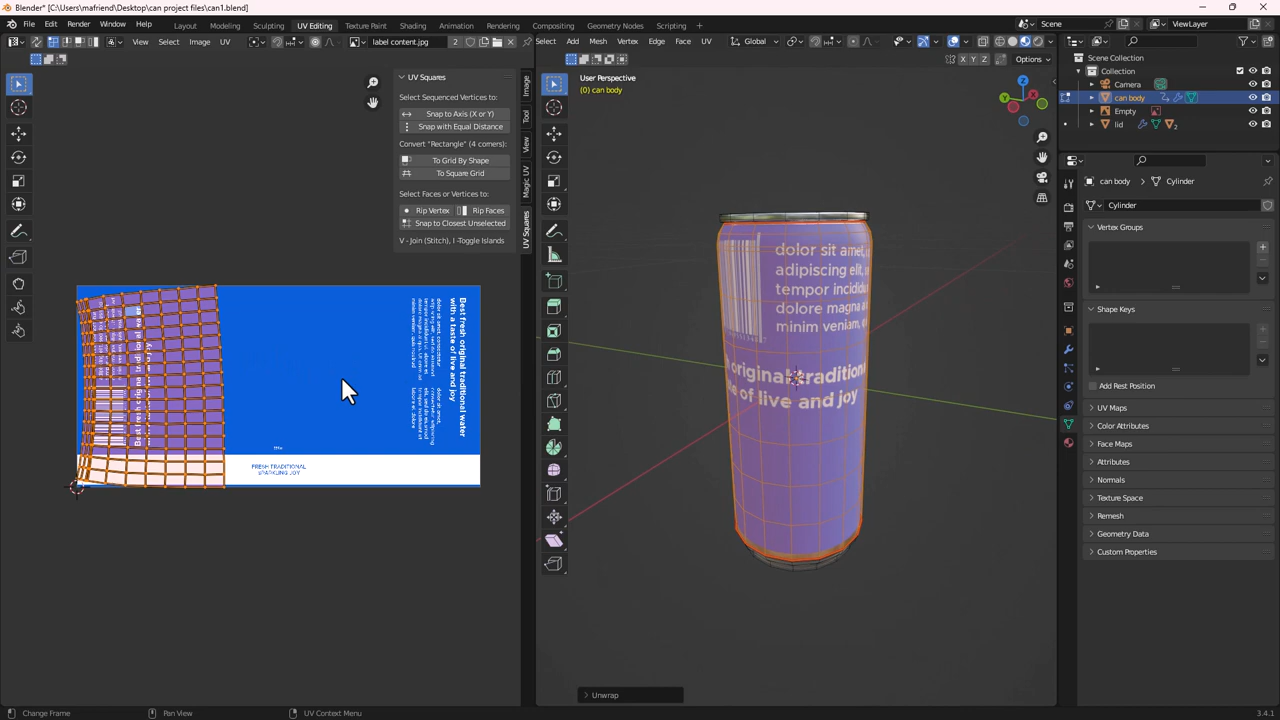 Blender* [C:\Users\mafriend\Desktop\can project files\can1.blend]
File Edit Render Window Help
Layout Modeling Sculpting UV Editing Texture Paint Shading Animation Rendering Compositing Geometry Nodes Scripting +
Scene ViewLayer
View Select Image UV label content.jpg 2
Select Add Mesh Vertex Edge Face UV Global
X Y Z Options
UV Squares
Select Sequenced Vertices to:
Snap to Axis (X or Y)
Snap with Equal Distance
Convert "Rectangle" (4 corners):
To Grid By Shape
To Square Grid
Select Faces or Vertices to:
Rip Vertex Rip Faces
Snap to Closest Unselected
V - Join (Stitch), I -Toggle Islands
Image
Tool
View
Magic UV
UV Squares
Best fresh original traditional water
with a taste of live and joy
FRESH TRADITIONAL
SPARKLING JOY
User Perspective
(0) can body
dolor sit amet,
adipiscing elit,
tempor incididu
dolore magna
minim veniam,
original traditional
te of live and joy
Z
Y
X
Unwrap
Scene Collection
Collection
Camera
can body
Empty
lid
2
can body Cylinder
Cylinder
Vertex Groups
Shape Keys
Add Rest Position
UV Maps
Color Attributes
Face Maps
Attributes
Normals
Texture Space
Remesh
Geometry Data
Custom Properties
Change Frame Pan View UV Context Menu
3.4.1